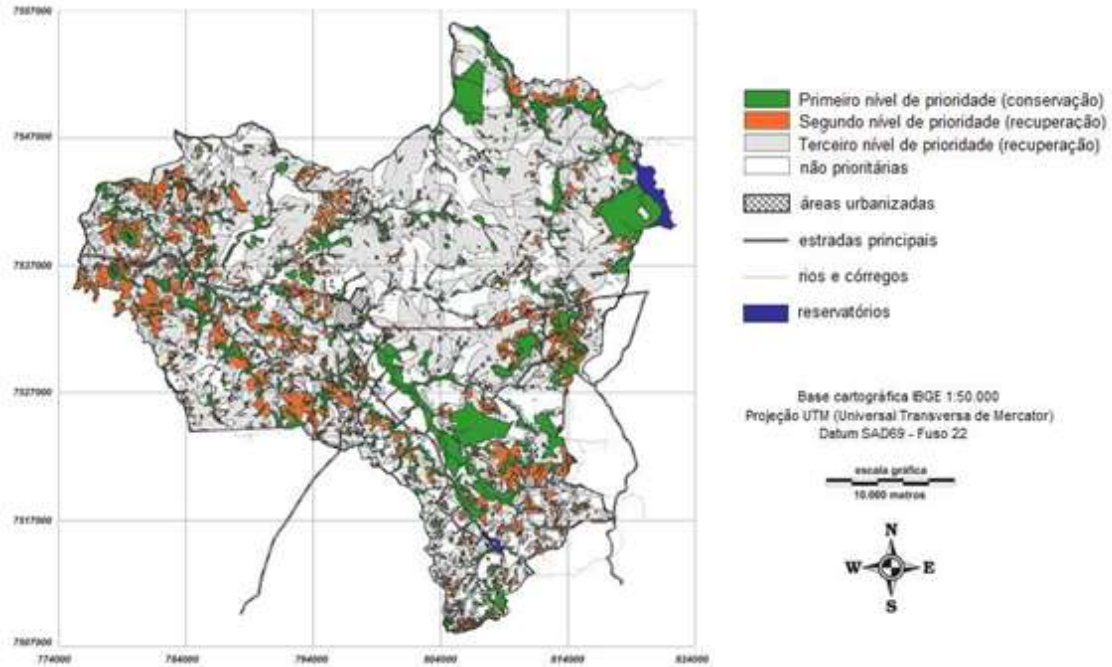 7557000
7547000
7537000
7527000
7517000
7507000
774000 784000 794000 804000 814000 824000
Primeiro nível de prioridade (conservação)
Segundo nível de prioridade (recuperação)
Terceiro nível de prioridade (recuperação)
não prioritárias
áreas urbanizadas
estradas principais
rios e córregos
reservatórios
Base cartográfica IBGE 1:50.000
Projeção UTM (Universal Transversa de Mercator)
Datum SAD69 - Fuso 22
escala gráfica
10.000 metros
N
W E
S